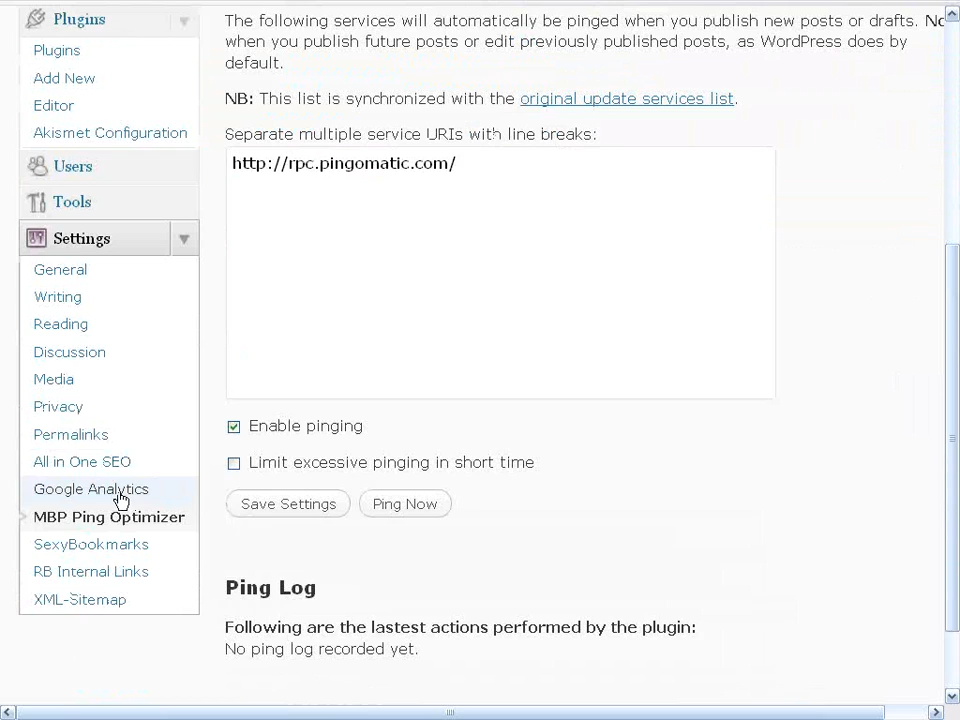 Plugins
Plugins
Add New
Editor
Akismet Configuration
Users
Tools
Settings
General
Writing
Reading
Discussion
Media
Privacy
Permalinks
All in One SEO
Google Analytics
MBP Ping Optimizer
SexyBookmarks
RB Internal Links
XML-Sitemap
The following services will automatically be pinged when you publish new posts or drafts.
when you publish future posts or edit previously published posts, as WordPress does by
default.
NB: This list is synchronized with the original update services list.
Separate multiple service URIs with line breaks:
http://rpc.pingomatic.com/
Enable pinging
Limit excessive pinging in short time
Save Settings
Ping Now
Ping Log
Following are the lastest actions performed by the plugin:
No ping log recorded yet.